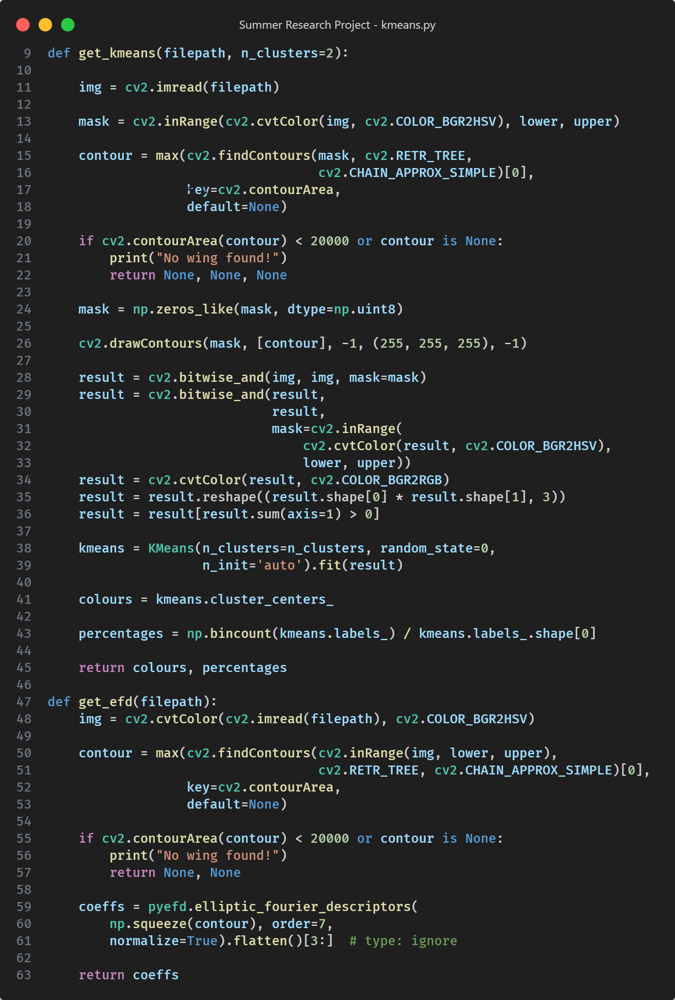 Summer Research Project - kmeans.py
9 def get_kmeans(filepath, n_clusters=2):
10
11     img = cv2.imread(filepath)
12
13     mask = cv2.inRange(cv2.cvtColor(img, cv2.COLOR_BGR2HSV), lower, upper)
14
15     contour = max(cv2.findContours(mask, cv2.RETR_TREE,
16                                    cv2.CHAIN_APPROX_SIMPLE)[0],
17                   key=cv2.contourArea,
18                   default=None)
19
20     if cv2.contourArea(contour) < 20000 or contour is None:
21         print("No wing found!")
22         return None, None, None
23
24     mask = np.zeros_like(mask, dtype=np.uint8)
25
26     cv2.drawContours(mask, [contour], -1, (255, 255, 255), -1)
27
28     result = cv2.bitwise_and(img, img, mask=mask)
29     result = cv2.bitwise_and(result,
30                              result,
31                              mask=cv2.inRange(
32                                  cv2.cvtColor(result, cv2.COLOR_BGR2HSV),
33                                  lower, upper))
34     result = cv2.cvtColor(result, cv2.COLOR_BGR2RGB)
35     result = result.reshape((result.shape[0] * result.shape[1], 3))
36     result = result[result.sum(axis=1) > 0]
37
38     kmeans = KMeans(n_clusters=n_clusters, random_state=0,
39                     n_init='auto').fit(result)
40
41     colours = kmeans.cluster_centers_
42
43     percentages = np.bincount(kmeans.labels_) / kmeans.labels_.shape[0]
44
45     return colours, percentages
46
47 def get_efd(filepath):
48     img = cv2.cvtColor(cv2.imread(filepath), cv2.COLOR_BGR2HSV)
49
50     contour = max(cv2.findContours(cv2.inRange(img, lower, upper),
51                                    cv2.RETR_TREE, cv2.CHAIN_APPROX_SIMPLE)[0],
52                   key=cv2.contourArea,
53                   default=None)
54
55     if cv2.contourArea(contour) < 20000 or contour is None:
56         print("No wing found!")
57         return None, None
58
59     coeffs = pyefd.elliptic_fourier_descriptors(
60         np.squeeze(contour), order=7,
61         normalize=True).flatten()[3:]  # type: ignore
62
63     return coeffs